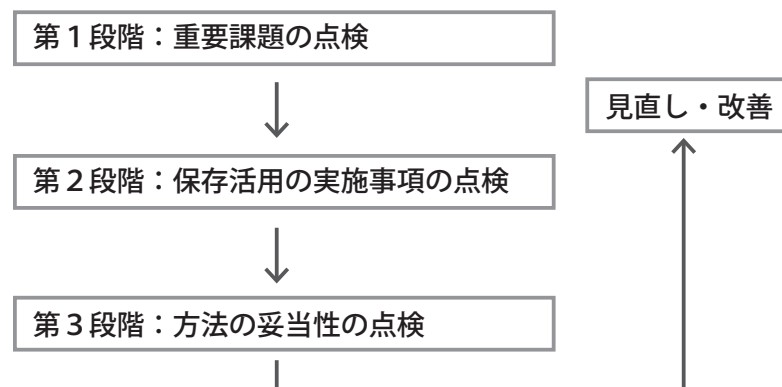 第1段階：重要課題の点検
見直し・改善
第2段階：保存活用の実施事項の点検
第3段階：方法の妥当性の点検